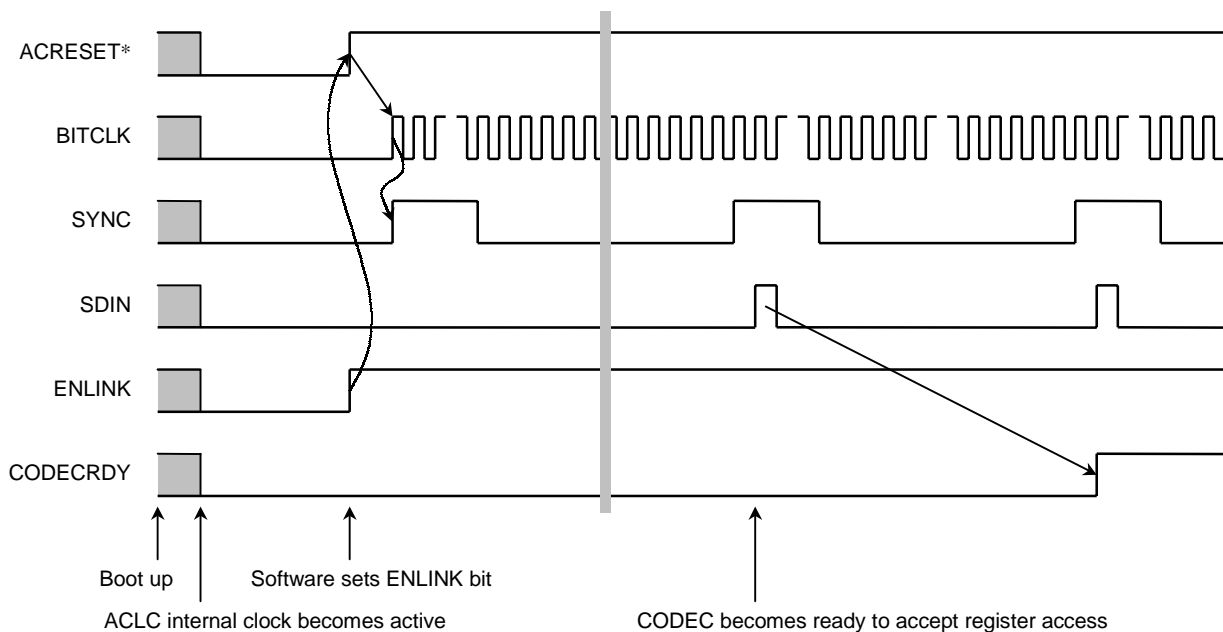 ACRESET*
BITCLK
SYNC
SDIN
ENLINK
CODECRDY
Boot up
Software sets ENLINK bit
ACLC internal clock becomes active
CODEC becomes ready to accept register access